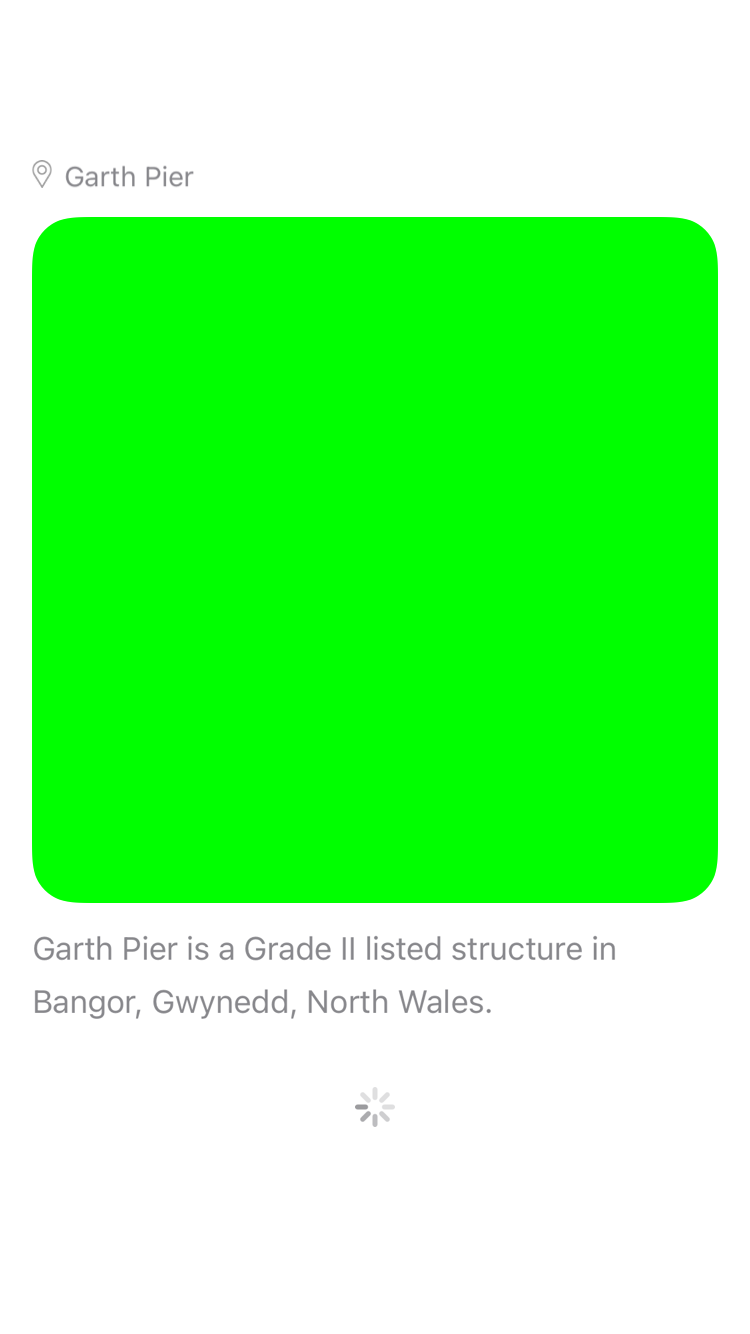 Garth Pier
Garth Pier is a Grade II listed structure in
Bangor, Gwynedd, North Wales.